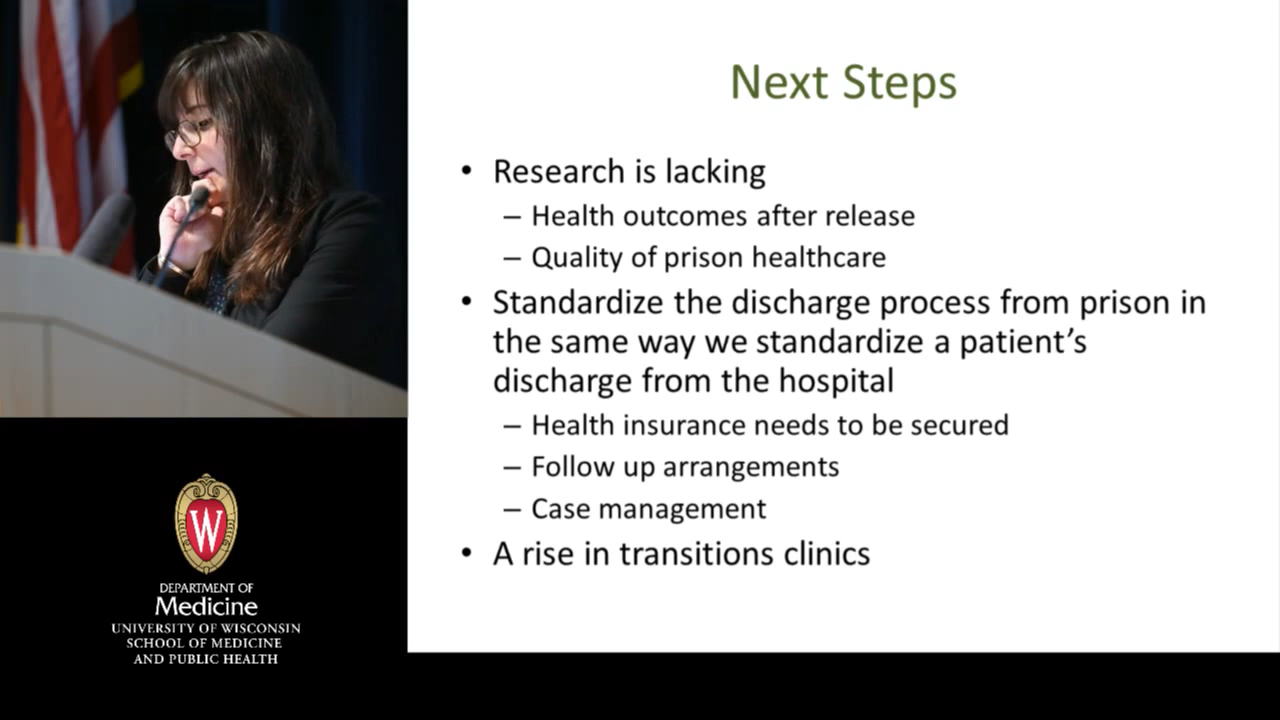 Next Steps
• Research is lacking
– Health outcomes after release
– Quality of prison healthcare
• Standardize the discharge process from prison in
the same way we standardize a patient’s
discharge from the hospital
– Health insurance needs to be secured
– Follow up arrangements
– Case management
• A rise in transitions clinics
W
DEPARTMENT OF
Medicine
UNIVERSITY OF WISCONSIN
SCHOOL OF MEDICINE
AND PUBLIC HEALTH